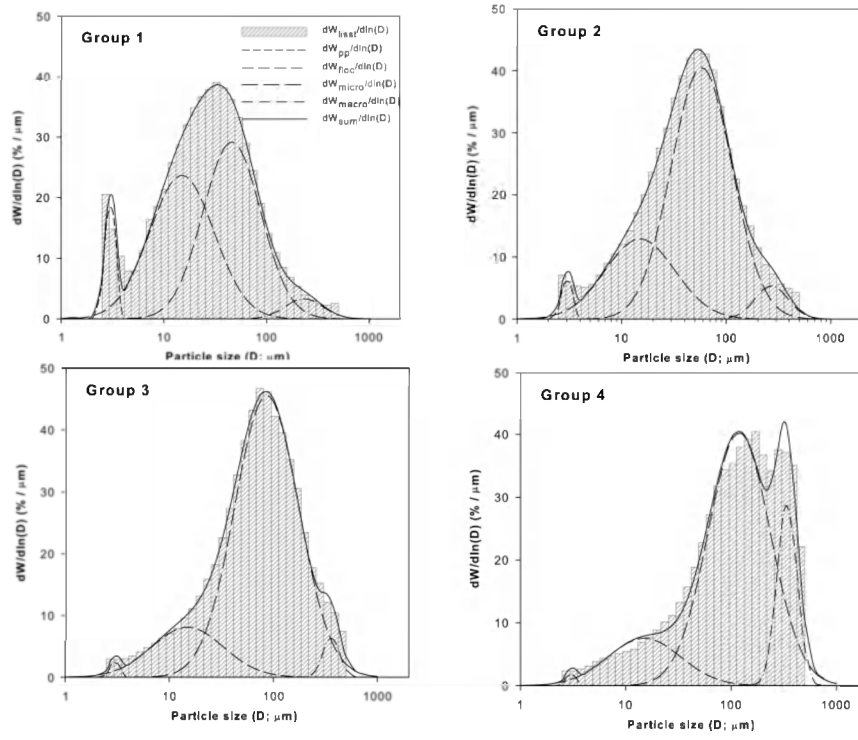 Group 1
dW_lisst/dln(D)
dW_pp/dln(D)
dW_floc/dln(D)
dW_micro/dln(D)
dW_macro/dln(D)
dW_sum/dln(D)
50
40
30
20
10
0
dW/dln(D) (% / μm)
1
10
100
1000
Particle size (D; μm)
Group 2
50
40
30
20
10
0
dW/dln(D) (% / μm)
1
10
100
1000
Particle size (D; μm)
Group 3
50
40
30
20
10
0
dW/dln(D) (% / μm)
1
10
100
1000
Particle size (D; μm)
Group 4
50
40
30
20
10
0
dW/dln(D) (% / μm)
1
10
100
1000
Particle size (D; μm)